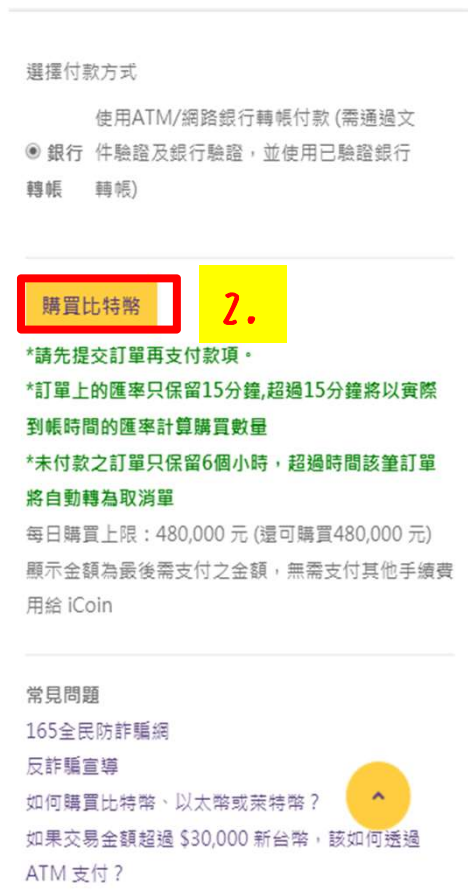 選擇付款方式
使用ATM/網路銀行轉帳付款 (需通過文
銀行 件驗證及銀行驗證，並使用已驗證銀行
轉帳 轉帳)
購買比特幣
2.
*請先提交訂單再支付款項。
*訂單上的匯率只保留15分鐘,超過15分鐘將以實際
到帳時間的匯率計算購買數量
*未付款之訂單只保留6個小時，超過時間該筆訂單
將自動轉為取消單
每日購買上限：480,000 元 (還可購買480,000 元)
顯示金額為最後需支付之金額，無需支付其他手續費
用給 iCoin
常見問題
165全民防詐騙網
反詐騙宣導
如何購買比特幣、以太幣或萊特幣？
如果交易金額超過 $30,000 新台幣，該如何透過
ATM 支付？